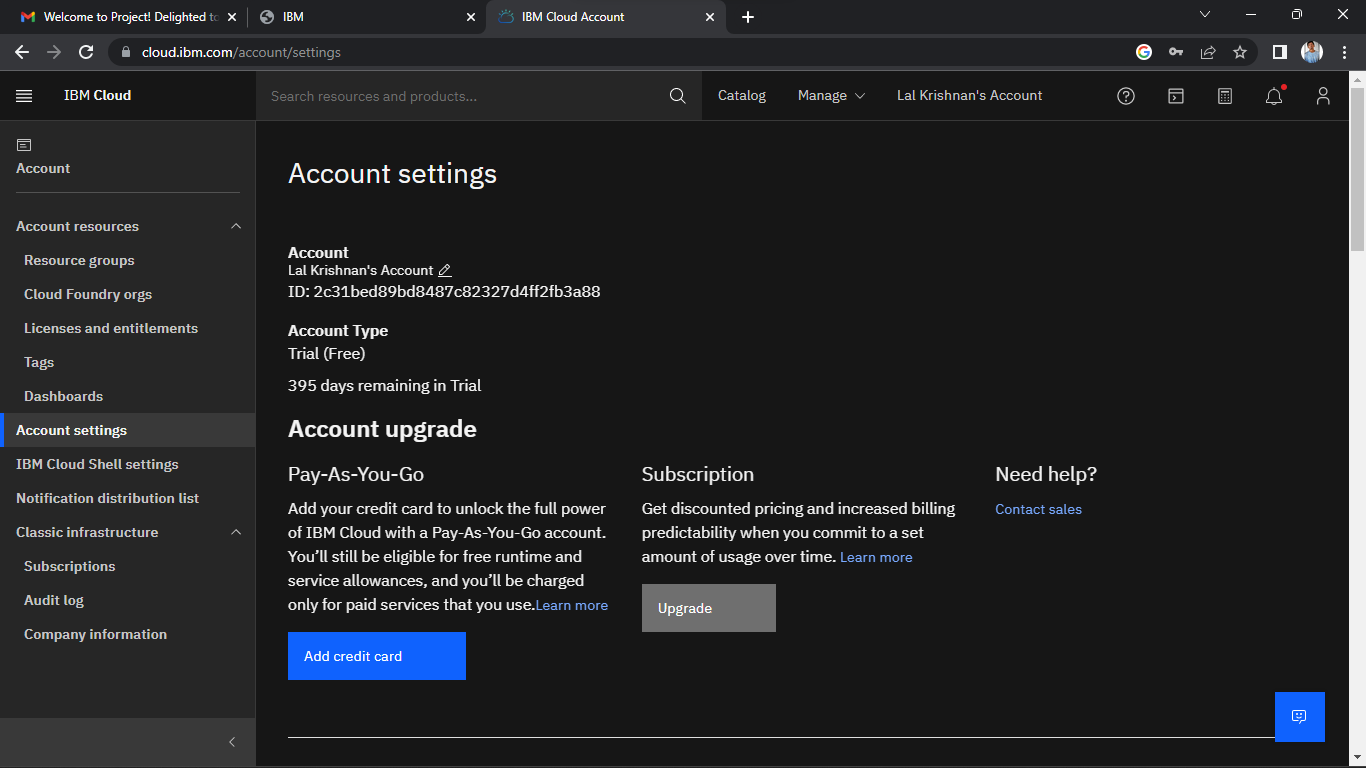 Welcome to Project! Delighted to
IBM
IBM Cloud Account
cloud.ibm.com/account/settings
IBM Cloud
Search resources and products...
Catalog
Manage
Lal Krishnan's Account
Account
Account resources
Resource groups
Cloud Foundry orgs
Licenses and entitlements
Tags
Dashboards
Account settings
IBM Cloud Shell settings
Notification distribution list
Classic infrastructure
Subscriptions
Audit log
Company information
Account settings
Account
Lal Krishnan's Account
ID: 2c31bed89bd8487c82327d4ff2fb3a88
Account Type
Trial (Free)
395 days remaining in Trial
Account upgrade
Pay-As-You-Go
Add your credit card to unlock the full power
of IBM Cloud with a Pay-As-You-Go account.
You’ll still be eligible for free runtime and
service allowances, and you’ll be charged
only for paid services that you use.Learn more
Add credit card
Subscription
Get discounted pricing and increased billing
predictability when you commit to a set
amount of usage over time. Learn more
Upgrade
Need help?
Contact sales